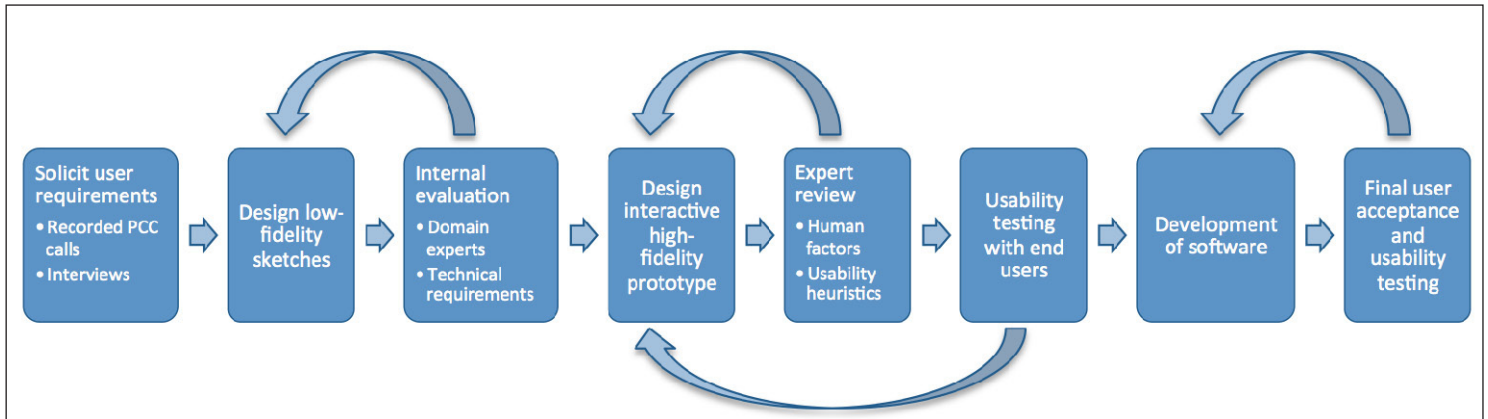 Solicit user
requirements
• Recorded PCC
calls
• Interviews
Design low-
fidelity
sketches
Internal
evaluation
• Domain
experts
• Technical
requirements
Design
interactive
high-
fidelity
prototype
Expert
review
• Human
factors
• Usability
heuristics
Usability
testing
with end
users
Development
of software
Final user
acceptance
and
usability
testing